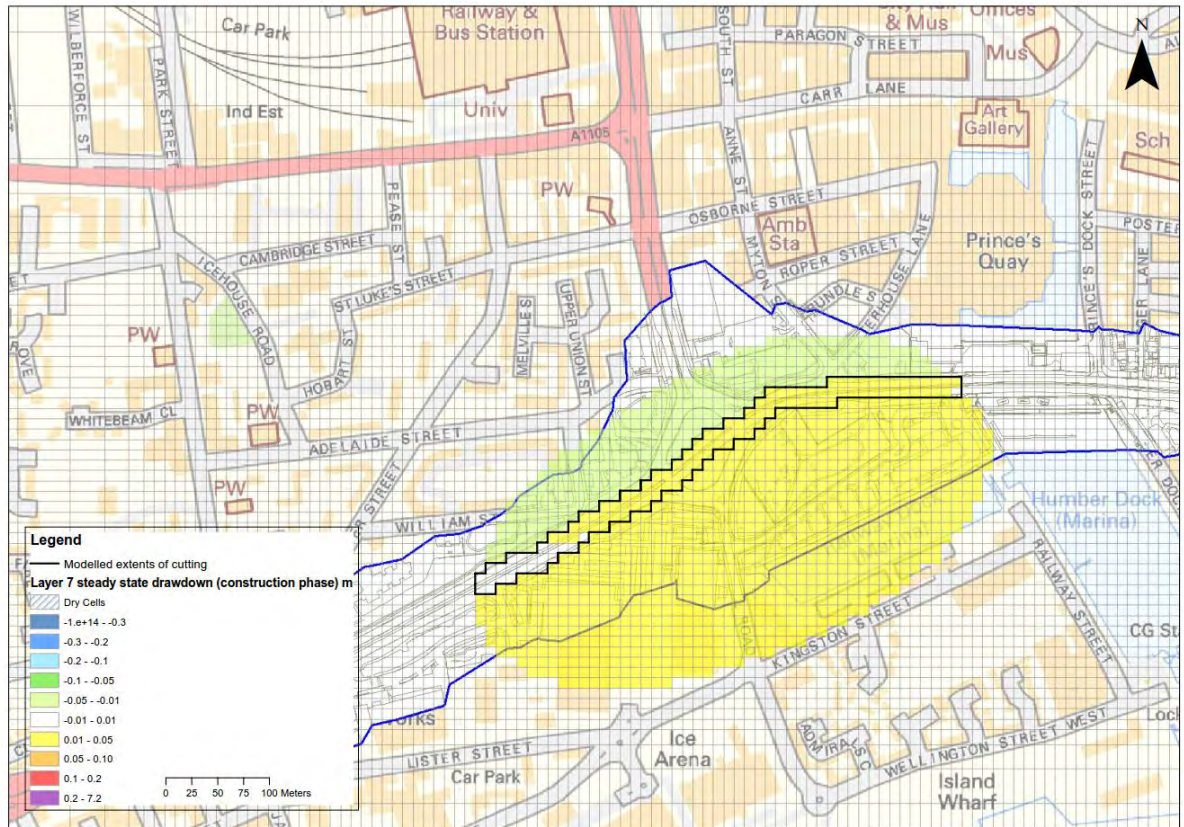 WILBERFORCE ST
PARK STREET
Car Park
Railway &
Bus Station
Ind Est
Univ
A1105
SOUTH ST
PARAGON STREET
& Mus
Offices
Mus
N
CARR LANE
Art
Gallery
Sch
ANNE ST
PEASE ST
PW
OSBORNE STREET
Amb
Sta
MYTON S
ROPER STREET
Prince's
Quay
PRINCE'S DOCK STREET
POSTER
CAMBRIDGE STREET
ICEHOUSE ROAD
ST LUKE'S STREET
HOBART ST
MELVILLE S
UPPER UNION ST
PW
WHITEBEAM CL
PW
ADELAIDE STREET
PW
WILLIAM ST
Humber Dock
(Marina)
RAILWAY STREET
KINGSTON STREET
ROAD
CG St
LISTER STREET
Car Park
Ice
Arena
ADMIRALS C
WELLINGTON STREET WEST
Island
Wharf
Legend
Modelled extents of cutting
Layer 7 steady state drawdown (construction phase) m
Dry Cells
-1.e+14 - -0.3
-0.3 - -0.2
-0.2 - -0.1
-0.1 - -0.05
-0.05 - -0.01
-0.01 - 0.01
0.01 - 0.05
0.05 - 0.10
0.1 - 0.2
0.2 - 7.2
0 25 50 100 Meters